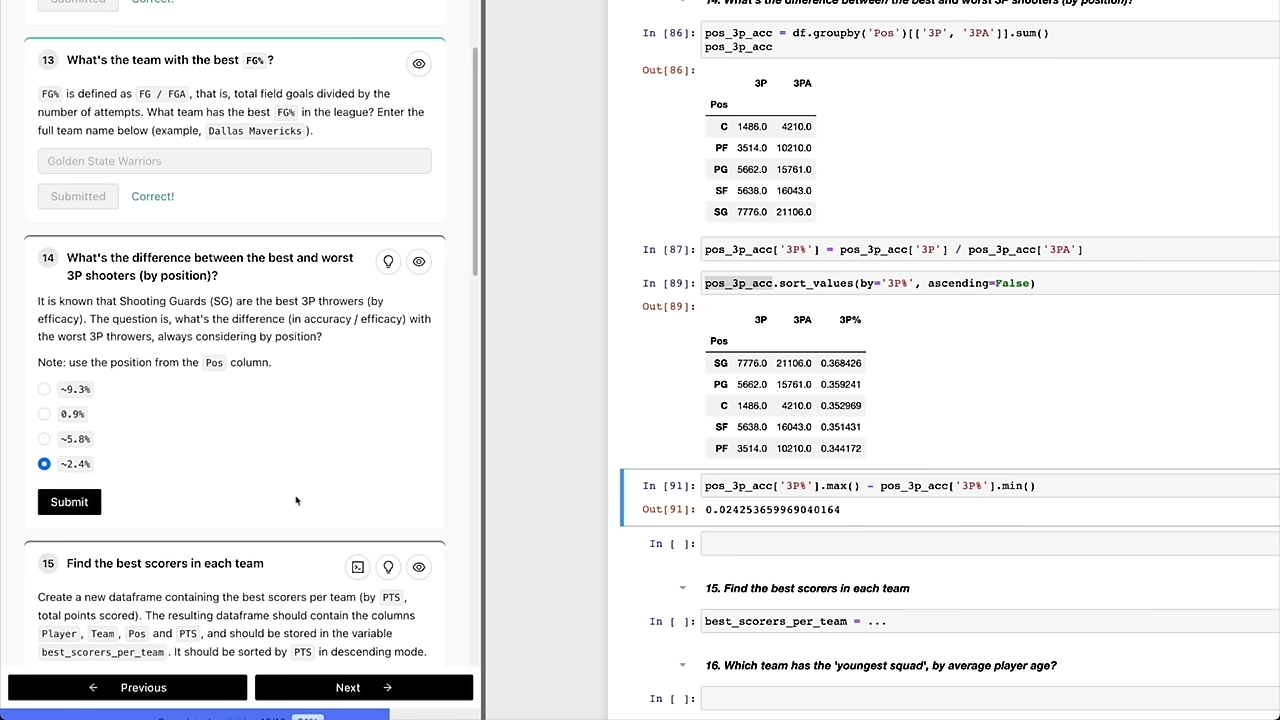 Submitted Correct!
13 What's the team with the best FG% ?
FG% is defined as FG / FGA , that is, total field goals divided by the
number of attempts. What team has the best FG% in the league? Enter the
full team name below (example, Dallas Mavericks ).
Golden State Warriors
Submitted Correct!
14 What's the difference between the best and worst
3P shooters (by position)?
It is known that Shooting Guards (SG) are the best 3P throwers (by
efficacy). The question is, what's the difference (in accuracy / efficacy) with
the worst 3P throwers, always considering by position?
Note: use the position from the Pos column.
~9.3%
0.9%
~5.8%
~2.4%
Submit
15 Find the best scorers in each team
Create a new dataframe containing the best scorers per team (by PTS ,
total points scored). The resulting dataframe should contain the columns
Player , Team , Pos and PTS , and should be stored in the variable
best_scorers_per_team . It should be sorted by PTS in descending mode.
← Previous
Next →
14. What's the difference between the best and worst 3P shooters (by position)?
In [86]: pos_3p_acc = df.groupby('Pos')[['3P', '3PA']].sum()
pos_3p_acc
Out[86]:
3P 3PA
Pos
C 1486.0 4210.0
PF 3514.0 10210.0
PG 5662.0 15761.0
SF 5638.0 16043.0
SG 7776.0 21106.0
In [87]: pos_3p_acc['3P%'] = pos_3p_acc['3P'] / pos_3p_acc['3PA']
In [89]: pos_3p_acc.sort_values(by='3P%', ascending=False)
Out[89]:
3P 3PA 3P%
Pos
SG 7776.0 21106.0 0.368426
PG 5662.0 15761.0 0.359241
C 1486.0 4210.0 0.352969
SF 5638.0 16043.0 0.351431
PF 3514.0 10210.0 0.344172
In [91]: pos_3p_acc['3P%'].max() - pos_3p_acc['3P%'].min()
Out[91]: 0.024253659969040164
In [ ]:
15. Find the best scorers in each team
In [ ]: best_scorers_per_team = ...
16. Which team has the 'youngest squad', by average player age?
In [ ]: